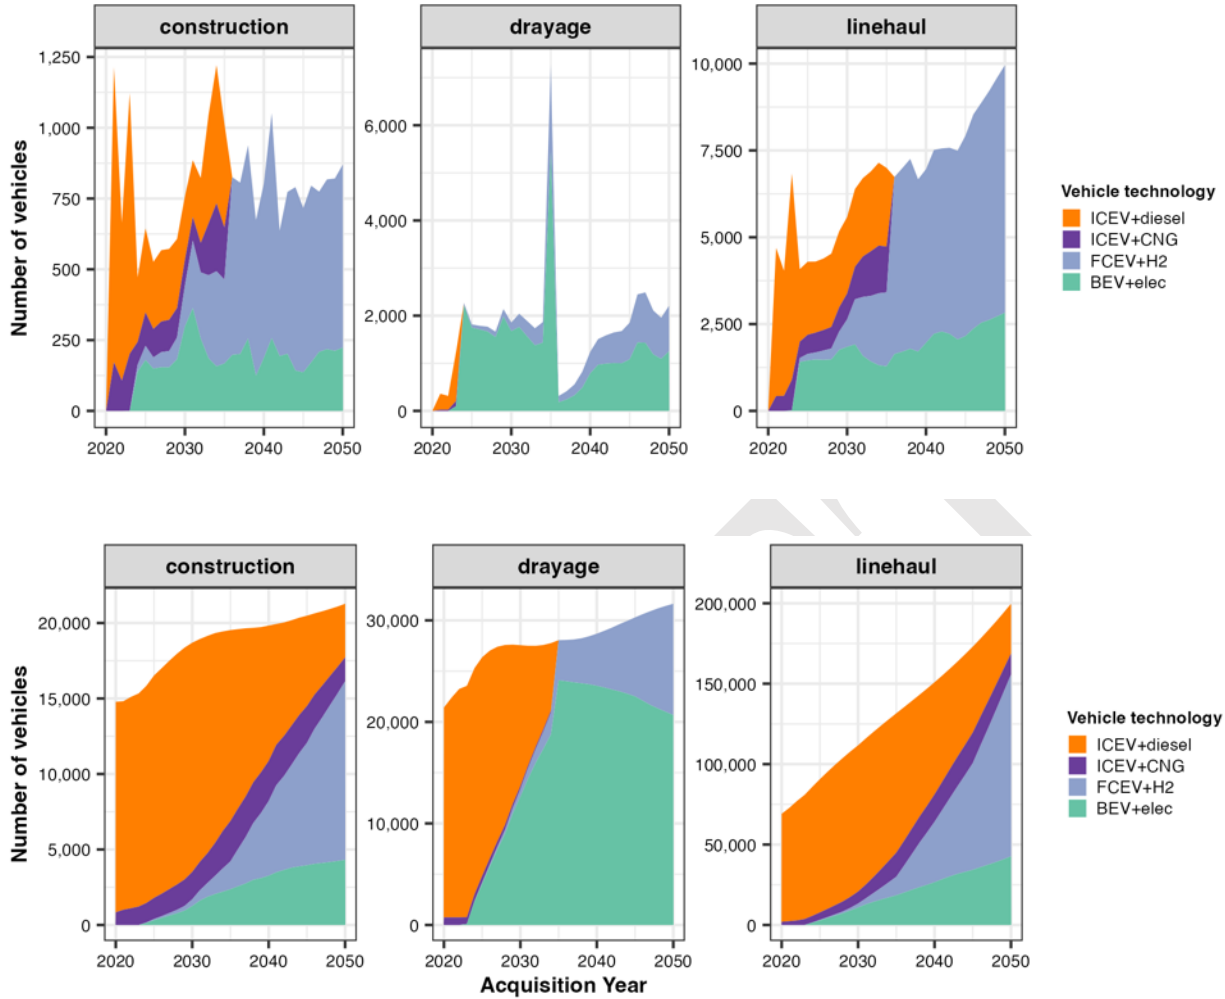 construction drayage linehaul
Number of vehicles
1,250
1,000
750
500
250
0
6,000
4,000
2,000
0
10,000
7,500
5,000
2,500
0
2020 2030 2040 2050 2020 2030 2040 2050 2020 2030 2040 2050
Vehicle technology
ICEV+diesel
ICEV+CNG
FCEV+H2
BEV+elec
construction drayage linehaul
Number of vehicles
20,000
15,000
10,000
5,000
0
30,000
20,000
10,000
0
200,000
150,000
100,000
50,000
0
2020 2030 2040 2050 2020 2030 2040 2050 2020 2030 2040 2050
Acquisition Year
Vehicle technology
ICEV+diesel
ICEV+CNG
FCEV+H2
BEV+elec